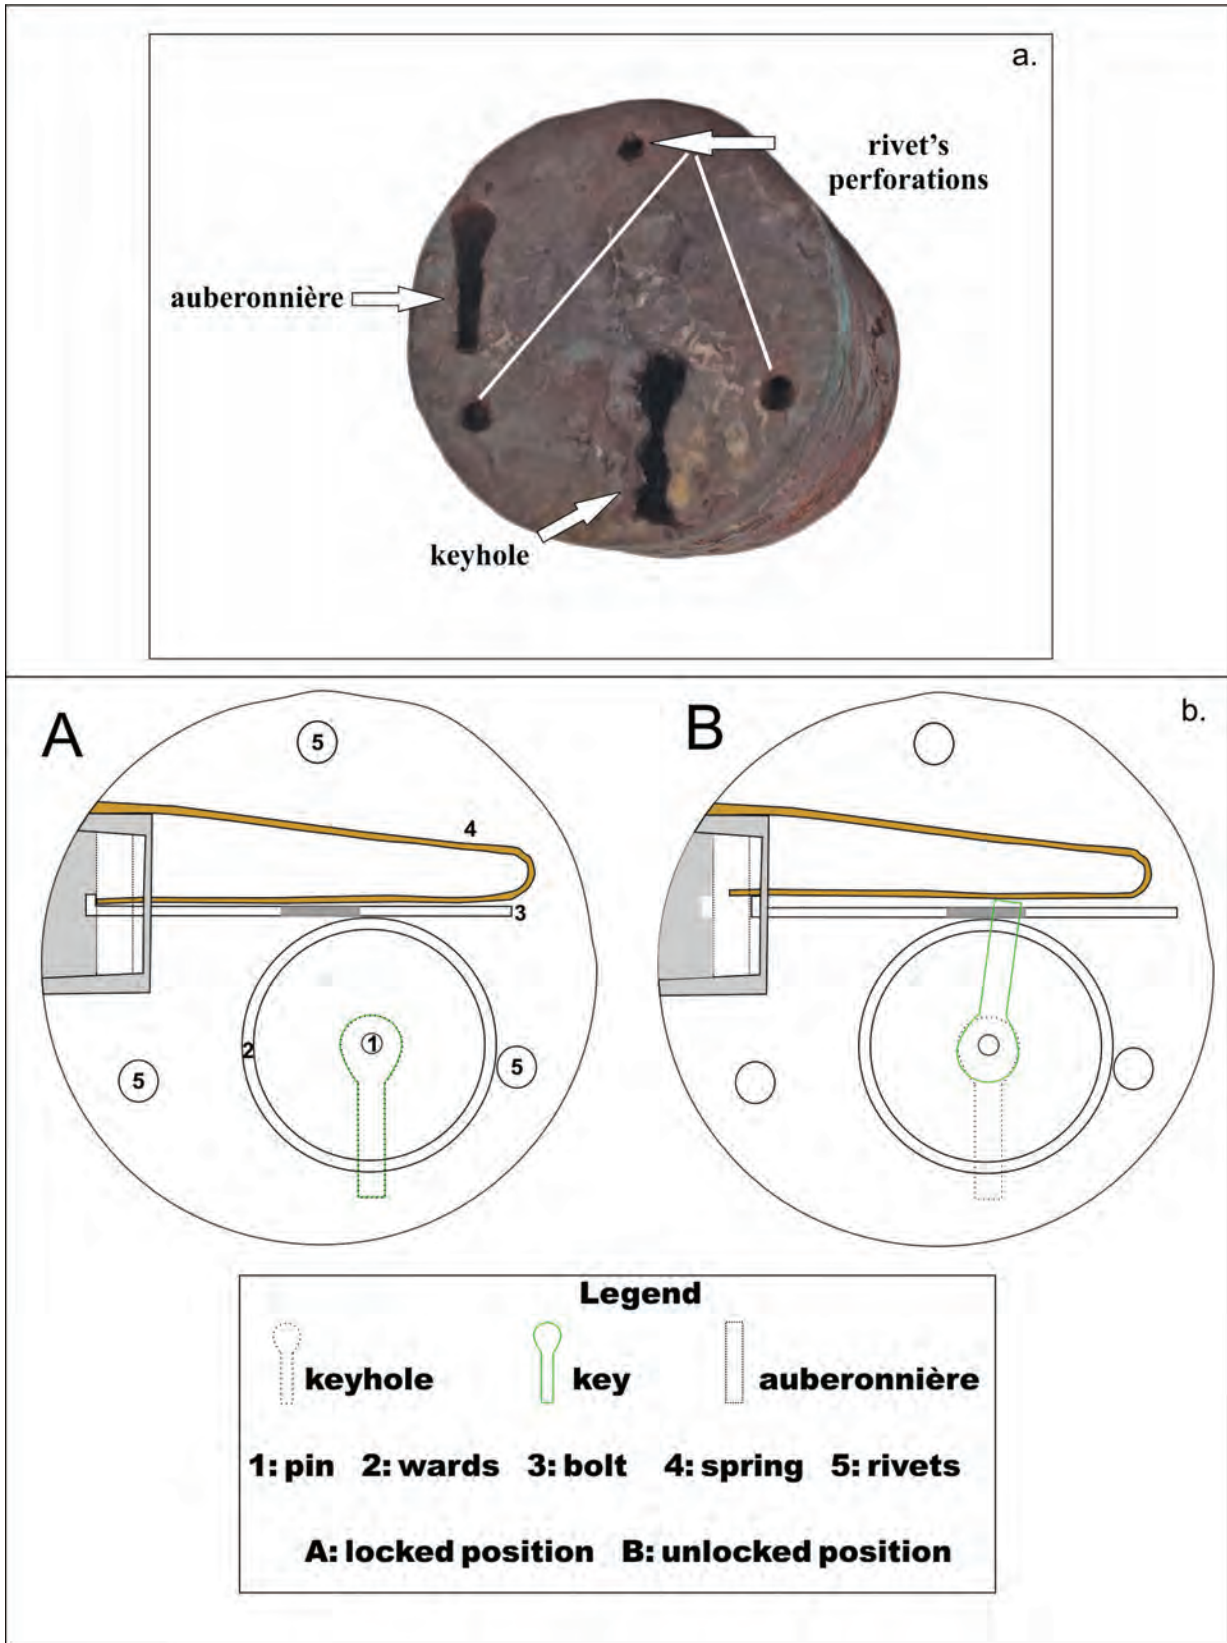 a.
rivet's
perforations
auberonnière
keyhole
A
5
4
3
2
1
5
5
B
b.
Legend
keyhole key auberonnière
1: pin 2: wards 3: bolt 4: spring 5: rivets
A: locked position B: unlocked position